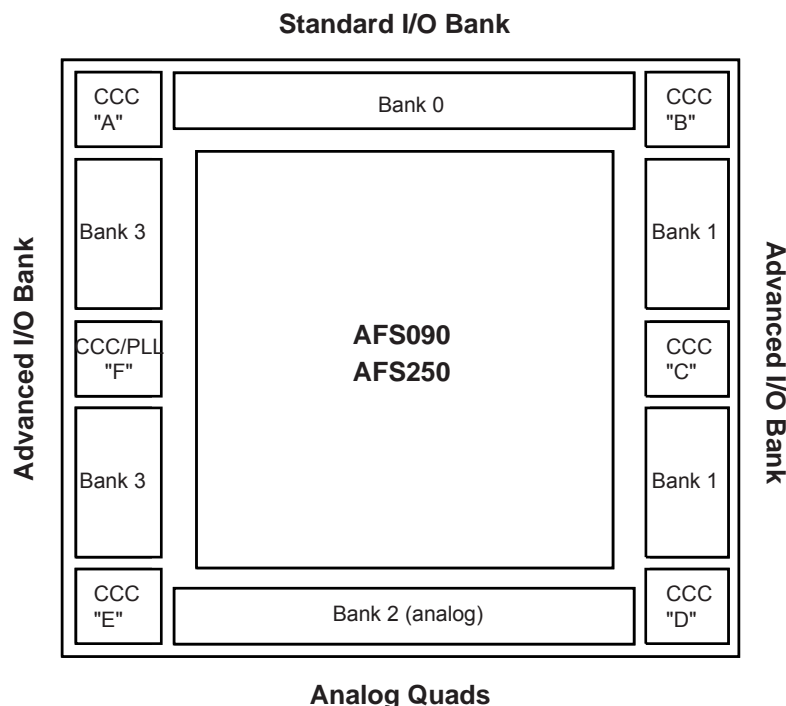 Standard I/O Bank
CCC
"A"
Bank 0
CCC
"B"
Bank 3
Bank 1
Advanced I/O Bank
CCC/PLL
"F"
AFS090
AFS250
CCC
"C"
Advanced I/O Bank
Bank 3
Bank 1
CCC
"E"
Bank 2 (analog)
CCC
"D"
Analog Quads